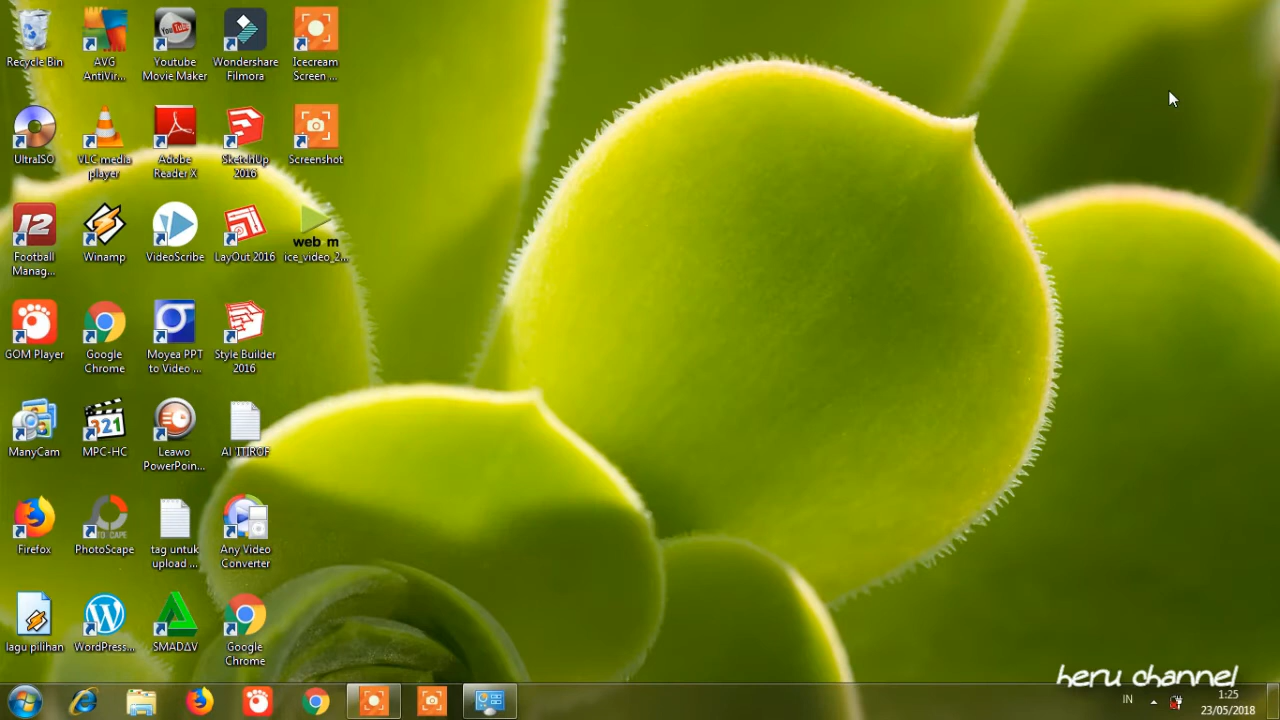 Recycle Bin
AVG
AntiVir...
Youtube
Movie Maker
Wondershare
Filmora
Icecream
Screen ...
UltraISO
VLC media
player
Adobe
Reader X
SketchUp
2016
Screenshot
Football
Manag...
Winamp
VideoScribe
LayOut 2016
web m
ice_video_2...
GOM Player
Google
Chrome
Moyea PPT
to Video ...
Style Builder
2016
ManyCam
321
MPC-HC
Leawo
PowerPoin...
Firefox
PhotoScape
tag untuk
upload ...
Any Video
Converter
lagu pilihan
WordPress...
SMADAV
Google
Chrome
heru channel
IN
1:25
23/05/2018